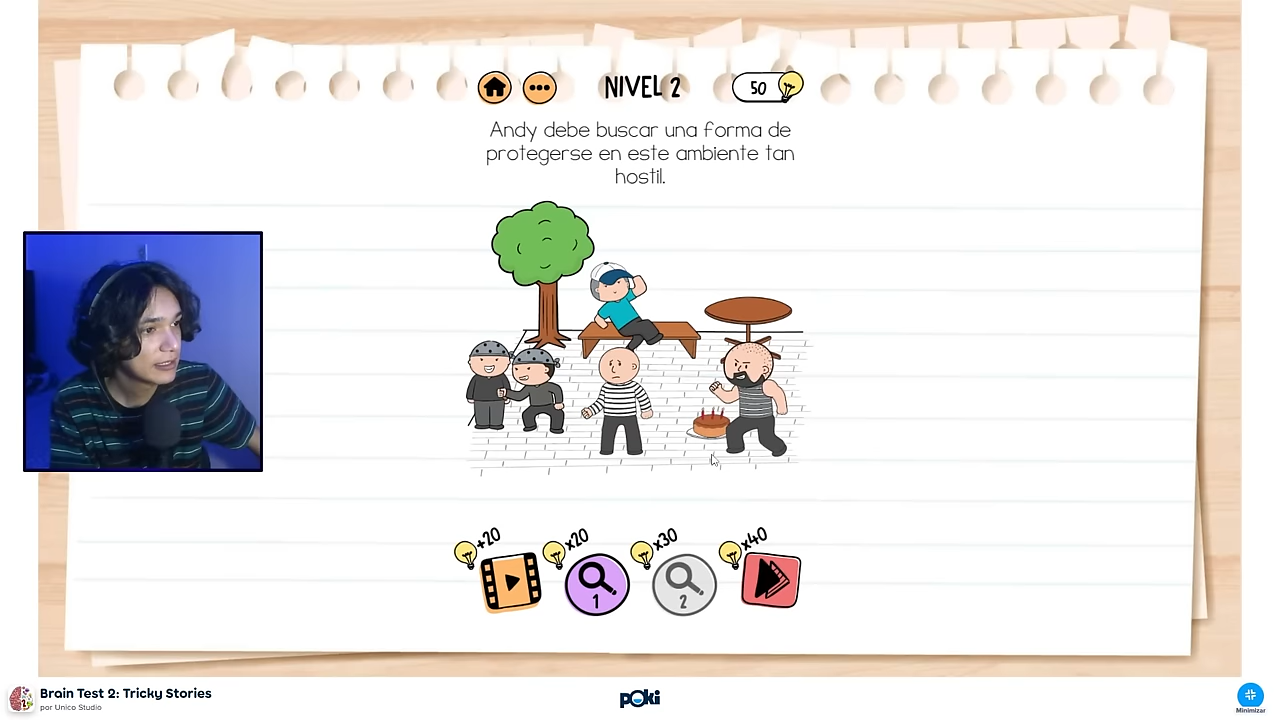 NIVEL 2
50
Andy debe buscar una forma de
protegerse en este ambiente tan
hostil.
+20
x20
x30
x40
1
2
Brain Test 2: Tricky Stories
por Unico Studio
poki
Minimizar